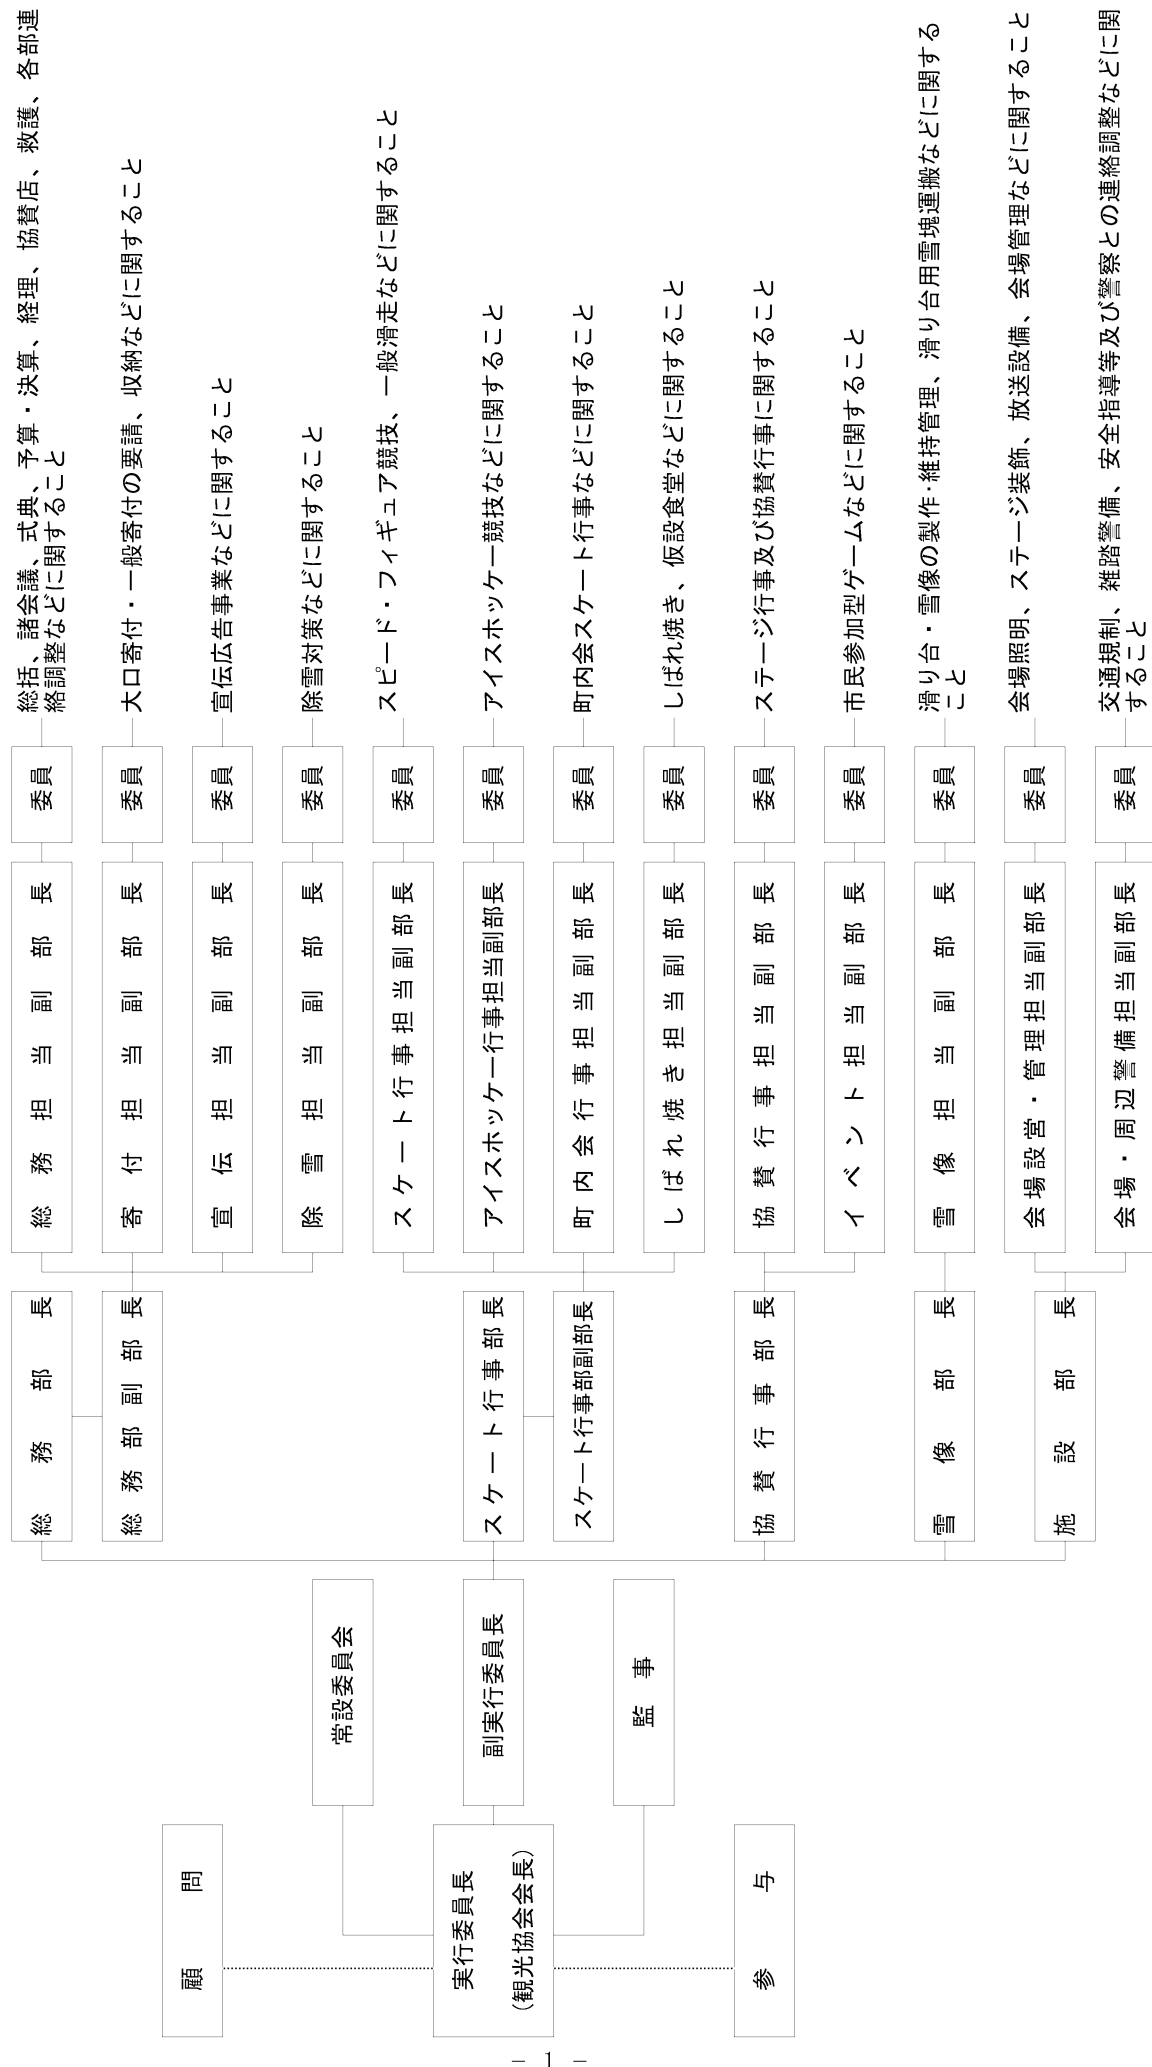 顧問
実行委員長
(観光協会会長)
参与
常設委員会
副実行委員長
監事
総務部長
総務部副部長
スケート行事部長
スケート行事部副部長
協賛行事部長
雪像部長
施設部長
総務担当副部長
委員
総括、諸会議、式典、予算・決算、経理、協賛店、救護、各部連
絡調整などに関すること
寄付担当副部長
委員
大口寄付・一般寄付の要請、収納などに関すること
宣伝担当副部長
委員
宣伝広告事業などに関すること
除雪担当副部長
委員
除雪対策などに関すること
スケート行事担当副部長
委員
スピード・フィギュア競技、一般滑走などに関すること
アイスホッケー行事担当副部長
委員
アイスホッケー競技などに関すること
町内会行事担当副部長
委員
町内会スケート行事などに関すること
しばれ焼き担当副部長
委員
しばれ焼き、仮設食堂などに関すること
協賛行事担当副部長
委員
ステージ行事及び協賛行事に関すること
イベント担当副部長
委員
市民参加型ゲームなどに関すること
雪像担当副部長
委員
滑り台・雪像の製作・維持管理、滑り台用雪塊運搬などに関する
こと
会場設営・管理担当副部長
委員
会場照明、ステージ装飾、放送設備、会場管理などに関すること
会場・周辺警備担当副部長
委員
交通規制、雑踏警備、安全指導等及び警察との連絡調整などに関
すること
－ 1 －